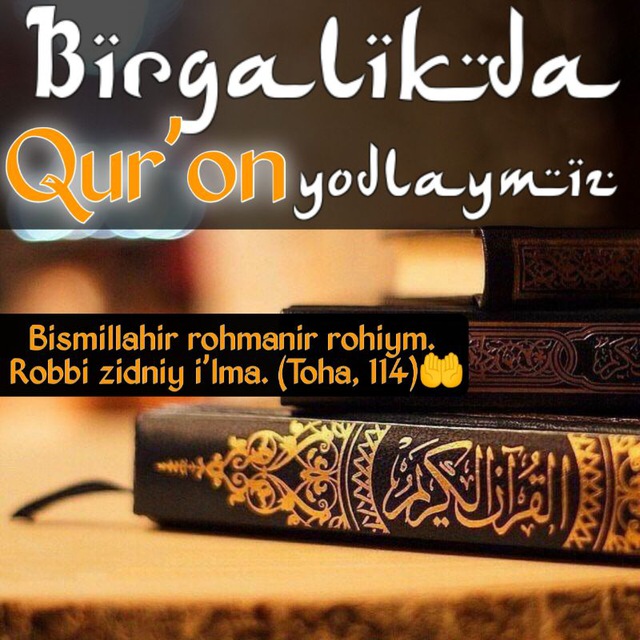 Birgalikda
Qur'on yodlaymiz
Bismillahir rohmanir rohiym.
Robbi zidniy i'lma. (Toha, 114)🤲
القرآن الكريم